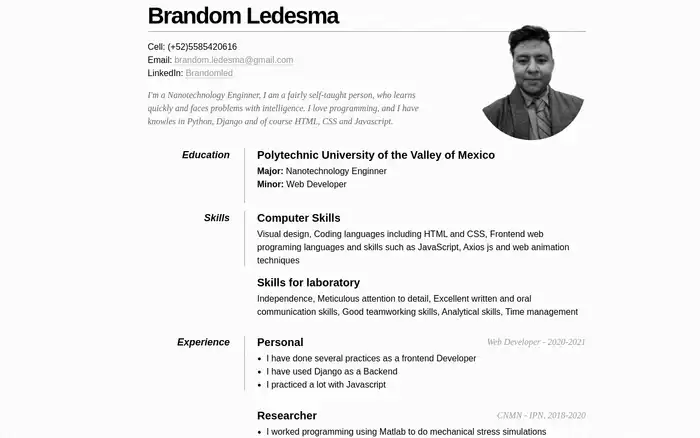 Brandom Ledesma
Cell: (+52)5585420616
Email: brandom.ledesma@gmail.com
LinkedIn: Brandomled
I'm a Nanotechnology Enginner, I am a fairly self-taught person, who learns
quickly and faces problems with intelligence. I love programming, and I have
knowles in Python, Django and of course HTML, CSS and Javascript.
Education
Polytechnic University of the Valley of Mexico
Major: Nanotechnology Enginner
Minor: Web Developer
Skills
Computer Skills
Visual design, Coding languages including HTML and CSS, Frontend web
programing languages and skills such as JavaScript, Axios js and web animation
techniques
Skills for laboratory
Independence, Meticulous attention to detail, Excellent written and oral
communication skills, Good teamworking skills, Analytical skills, Time management
Experience
Personal
Web Developer - 2020-2021
• I have done several practices as a frontend Developer
• I have used Django as a Backend
• I practiced a lot with Javascript
Researcher
CNMN - IPN. 2018-2020
• I worked programming using Matlab to do mechanical stress simulations